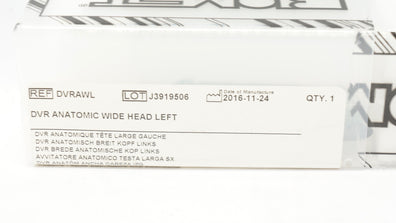 BIOMET
REF DVRAWL LOT J3919506 Date of Manufacture 2016-11-24 QTY. 1
DVR ANATOMIC WIDE HEAD LEFT
DVR ANATOMIQUE TÊTE LARGE GAUCHE
DVR ANATOMISCH BREIT KOPF LINKS
DVR BREDE ANATOMISCHE KOP LINKS
AVVITATORE ANATOMICO TESTA LARGA SX